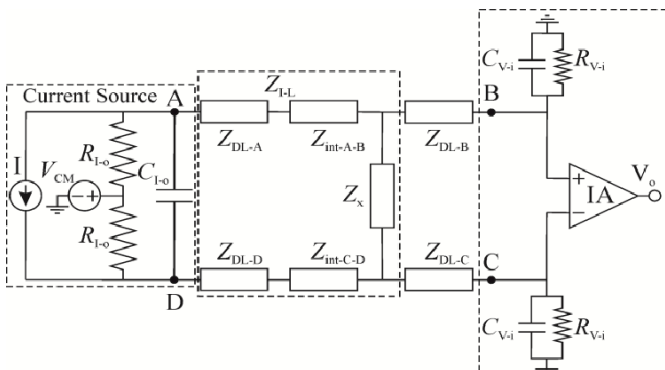 Current Source
A
Z_I-L
B
C_V-i
R_V-i
I
V_CM
- +
R_I-o
R_I-o
C_I-o
Z_DL-A
Z_int-A-B
Z_DL-B
Z_x
Z_DL-D
Z_int-C-D
Z_DL-C
D
C
+
−
IA
V_o
C_V-i
R_V-i